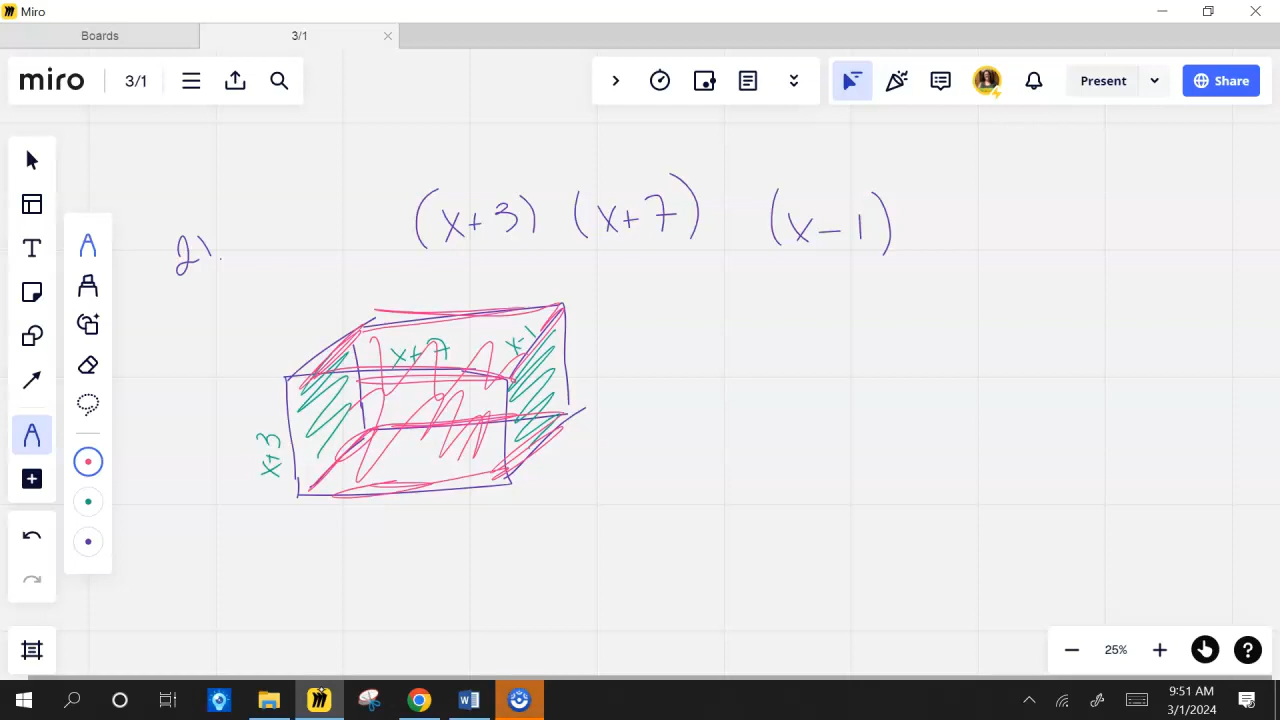 Miro
Boards
3/1
miro
3/1
Present
Share
(x+3) (x+7) (x-1)
2)
x+7
x-1
x+3
25%
9:51 AM
3/1/2024